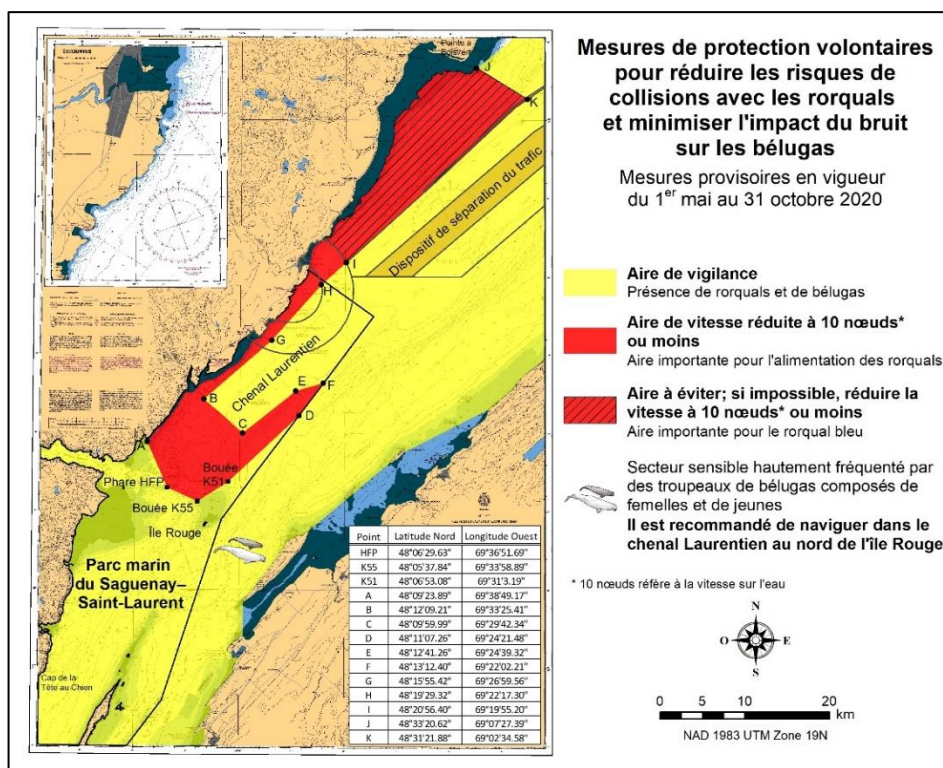 Mesures de protection volontaires
pour réduire les risques de
collisions avec les rorquals
et minimiser l'impact du bruit
sur les bélugas
Mesures provisoires en vigueur
du 1er mai au 31 octobre 2020
Aire de vigilance
Présence de rorquals et de bélugas
Aire de vitesse réduite à 10 nœuds*
ou moins
Aire importante pour l'alimentation des rorquals
Aire à éviter; si impossible, réduire la
vitesse à 10 nœuds* ou moins
Aire importante pour le rorqual bleu
Secteur sensible hautement fréquenté par
des troupeaux de bélugas composés de
femelles et de jeunes
Il est recommandé de naviguer dans le
chenal Laurentien au nord de l'île Rouge
* 10 nœuds réfère à la vitesse sur l'eau
N
O E
S
0 5 10 20
km
NAD 1983 UTM Zone 19N
J
K
Dispositif de séparation du trafic
I
H
G
Chenal Laurentien
F
E
B
D
C
A
Bouée
K51
Phare HFP
Bouée K55
Île Rouge
Parc marin
du Saguenay–
Saint-Laurent
Cap de la
Tête au Chien
Point Latitude Nord Longitude Ouest
HFP 48°06'29.63" 69°36'51.69"
K55 48°05'37.84" 69°33'58.89"
K51 48°06'53.08" 69°31'3.19"
A 48°09'23.89" 69°38'49.17"
B 48°12'09.21" 69°33'25.41"
C 48°09'59.99" 69°29'42.34"
D 48°11'07.26" 69°24'21.48"
E 48°12'41.26" 69°24'39.32"
F 48°13'12.40" 69°22'02.21"
G 48°15'55.42" 69°26'59.56"
H 48°19'29.32" 69°22'17.30"
I 48°20'56.40" 69°19'55.20"
J 48°33'20.62" 69°07'27.39"
K 48°31'21.88" 69°02'34.58"